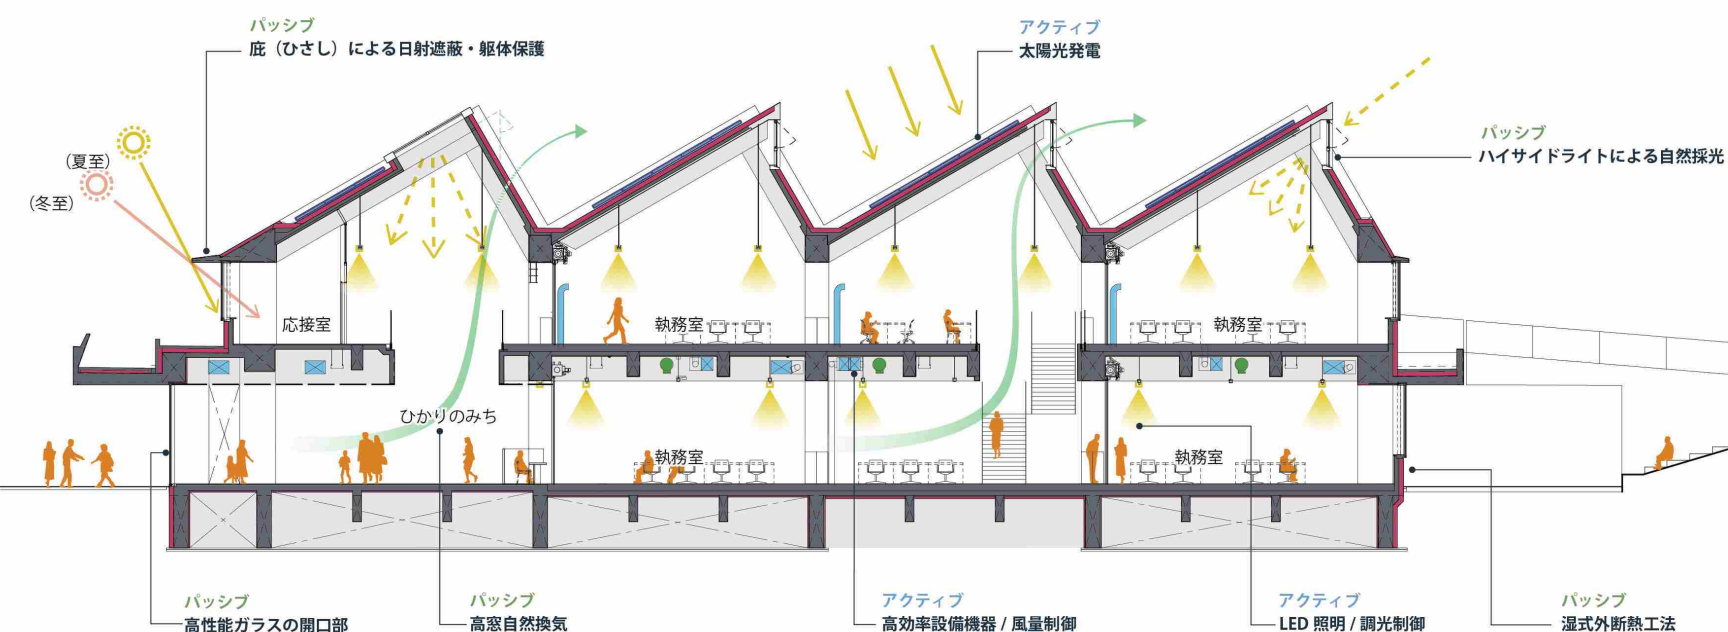 パッシブ
庇（ひさし）による日射遮蔽・躯体保護
アクティブ
太陽光発電
パッシブ
ハイサイドライトによる自然採光
（夏至）
（冬至）
応接室
執務室
執務室
ひかりのみち
執務室
執務室
パッシブ
高性能ガラスの開口部
パッシブ
高窓自然換気
アクティブ
高効率設備機器 / 風量制御
アクティブ
LED 照明 / 調光制御
パッシブ
湿式外断熱工法